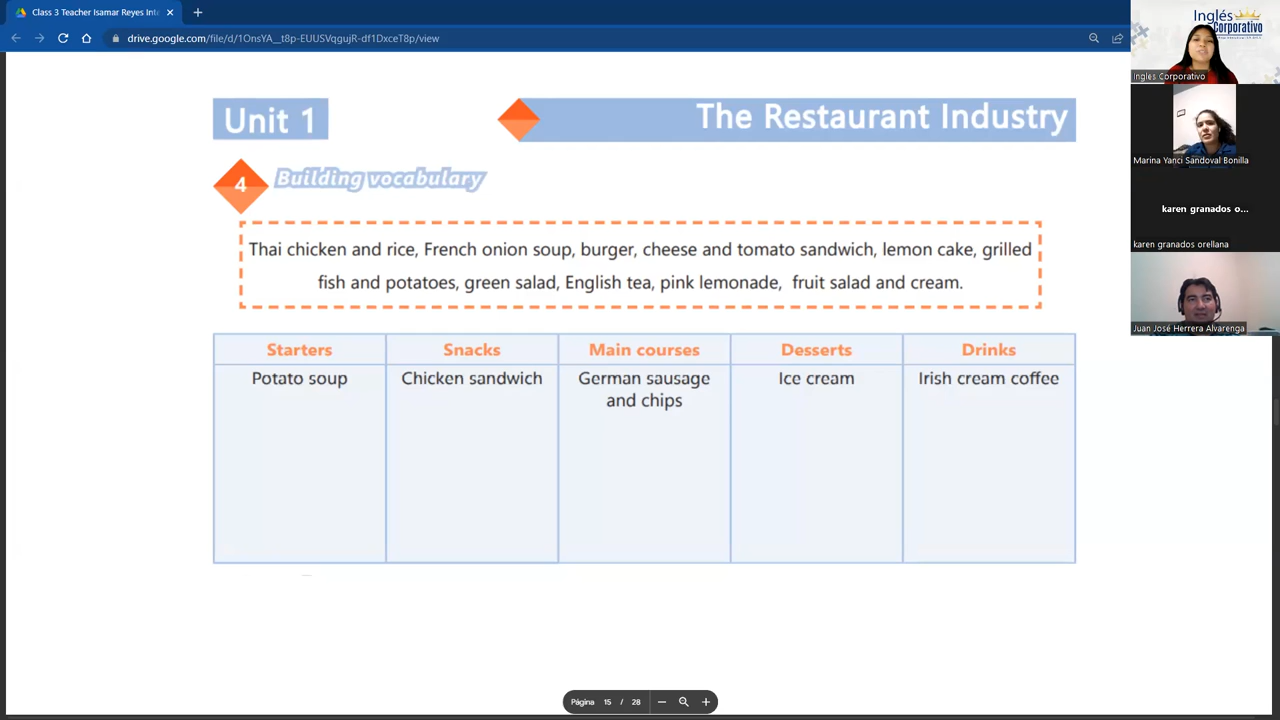 Class 3 Teacher Isamar Reyes Inte
drive.google.com/file/d/1OnsYA__t8p-EUUSVqgujR-df1DxceT8p/view
Unit 1
The Restaurant Industry
4
Building vocabulary
Thai chicken and rice, French onion soup, burger, cheese and tomato sandwich, lemon cake, grilled
fish and potatoes, green salad, English tea, pink lemonade, fruit salad and cream.
Starters Snacks Main courses Desserts Drinks
Potato soup Chicken sandwich German sausage Ice cream Irish cream coffee
and chips
Página 15 / 28
Inglés
Corporativo
Ingles Corporativo
Marina Yanci Sandoval Bonilla
karen granados o...
karen granados orellana
Juan José Herrera Alvarenga